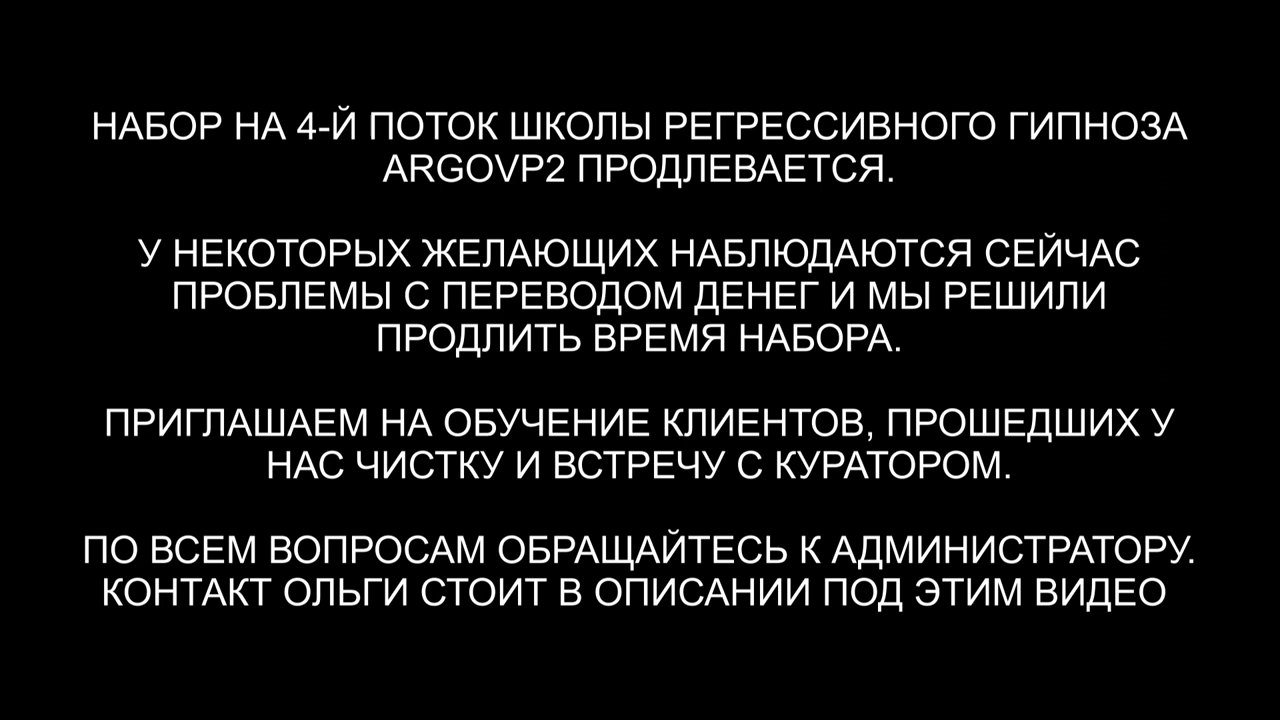 НАБОР НА 4-Й ПОТОК ШКОЛЫ РЕГРЕССИВНОГО ГИПНОЗА
ARGOVP2 ПРОДЛЕВАЕТСЯ.
У НЕКОТОРЫХ ЖЕЛАЮЩИХ НАБЛЮДАЮТСЯ СЕЙЧАС
ПРОБЛЕМЫ С ПЕРЕВОДОМ ДЕНЕГ И МЫ РЕШИЛИ
ПРОДЛИТЬ ВРЕМЯ НАБОРА.
ПРИГЛАШАЕМ НА ОБУЧЕНИЕ КЛИЕНТОВ, ПРОШЕДШИХ У
НАС ЧИСТКУ И ВСТРЕЧУ С КУРАТОРОМ.
ПО ВСЕМ ВОПРОСАМ ОБРАЩАЙТЕСЬ К АДМИНИСТРАТОРУ.
КОНТАКТ ОЛЬГИ СТОИТ В ОПИСАНИИ ПОД ЭТИМ ВИДЕО